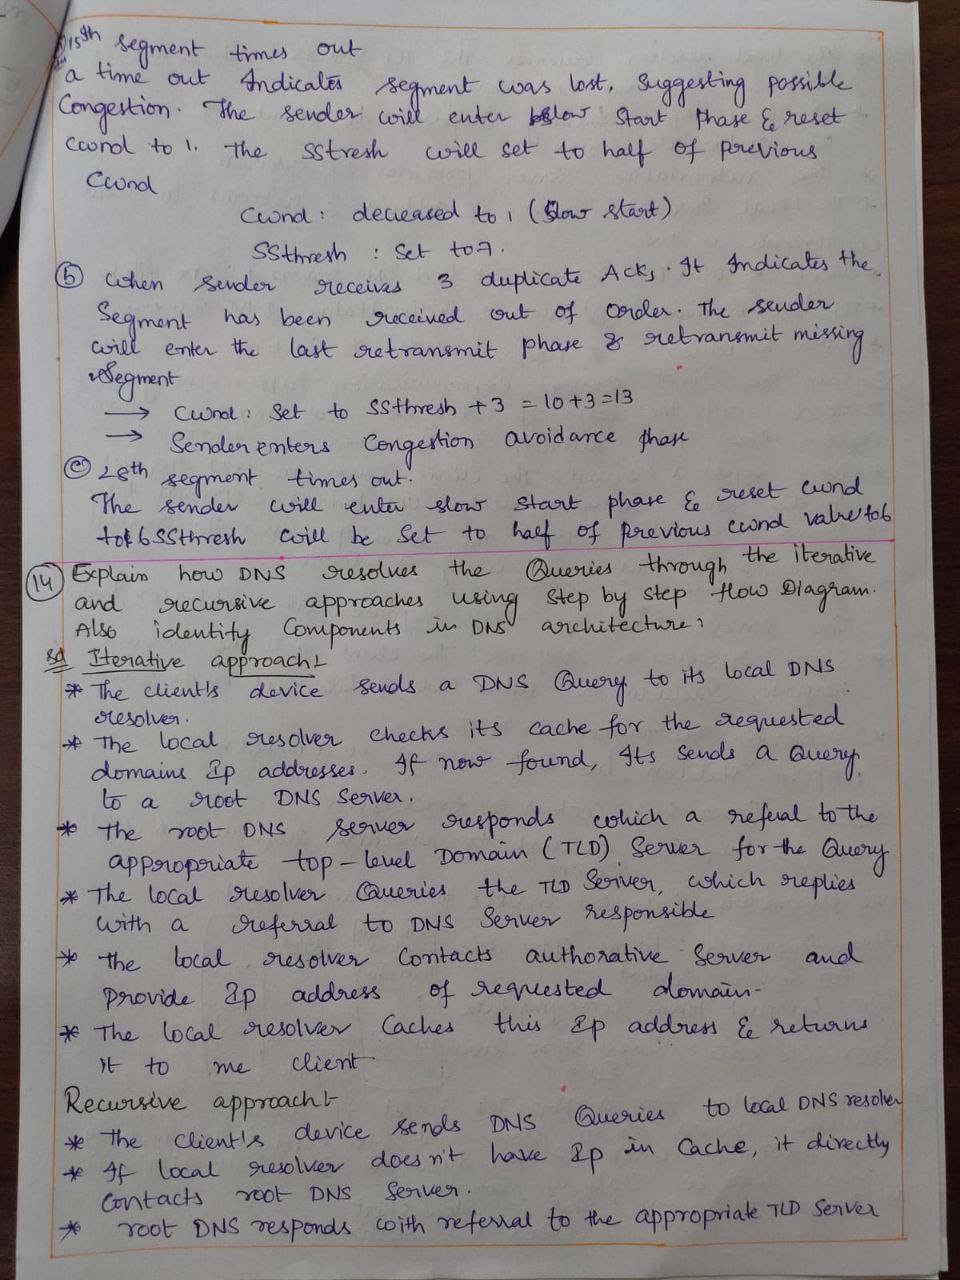 15th segment times out
a time out Indicates segment was lost, suggesting possible
Congestion. The sender will enter slow Start Phase & reset
cwnd to 1. The SStresh will set to half of previous
Cwnd
Cwnd: decreased to 1 (Slow start)
SSthresh : Set to 7.
(b) When sender receives 3 duplicate Acks. It Indicates the
Segment has been received out of Order. The sender
will enter the last retransmit phase & retransmit missing
Segment
→ Cwnd: Set to SSthresh + 3 = 10+3=13
→ Sender enters Congestion avoidance phase
(c) 28th segment times out.
The sender will enter slow start phase & reset cwnd
to 6 SSthresh will be Set to half of previous cwnd value to 6
(14) Explain how DNS resolves the Queries through the iterative
and recursive approaches using Step by step flow Diagram.
Also identify Components in DNS architecture?
Iterative approach:
* The client's device sends a DNS Query to its local DNS
resolver.
* The local resolver checks its cache for the requested
domains Ip addresses. If now found, Its sends a Query
to a root DNS Server.
* The root DNS server responds which a referal to the
appropriate top-level Domain (TLD) Server for the Query
* The local resolver Queries the TLD Server, which replies
with a referral to DNS Server responsible
* The local resolver Contacts authorative Server and
provide Ip address of requested domain-
* The local resolver Caches this Ip address & returns
it to me client
Recursive approach:-
* The client's device sends DNS Queries to local DNS resolver
* If local resolver doesn't have Ip in Cache, it directly
Contacts root DNS Server.
* root DNS responds with referral to the appropriate TLD Server